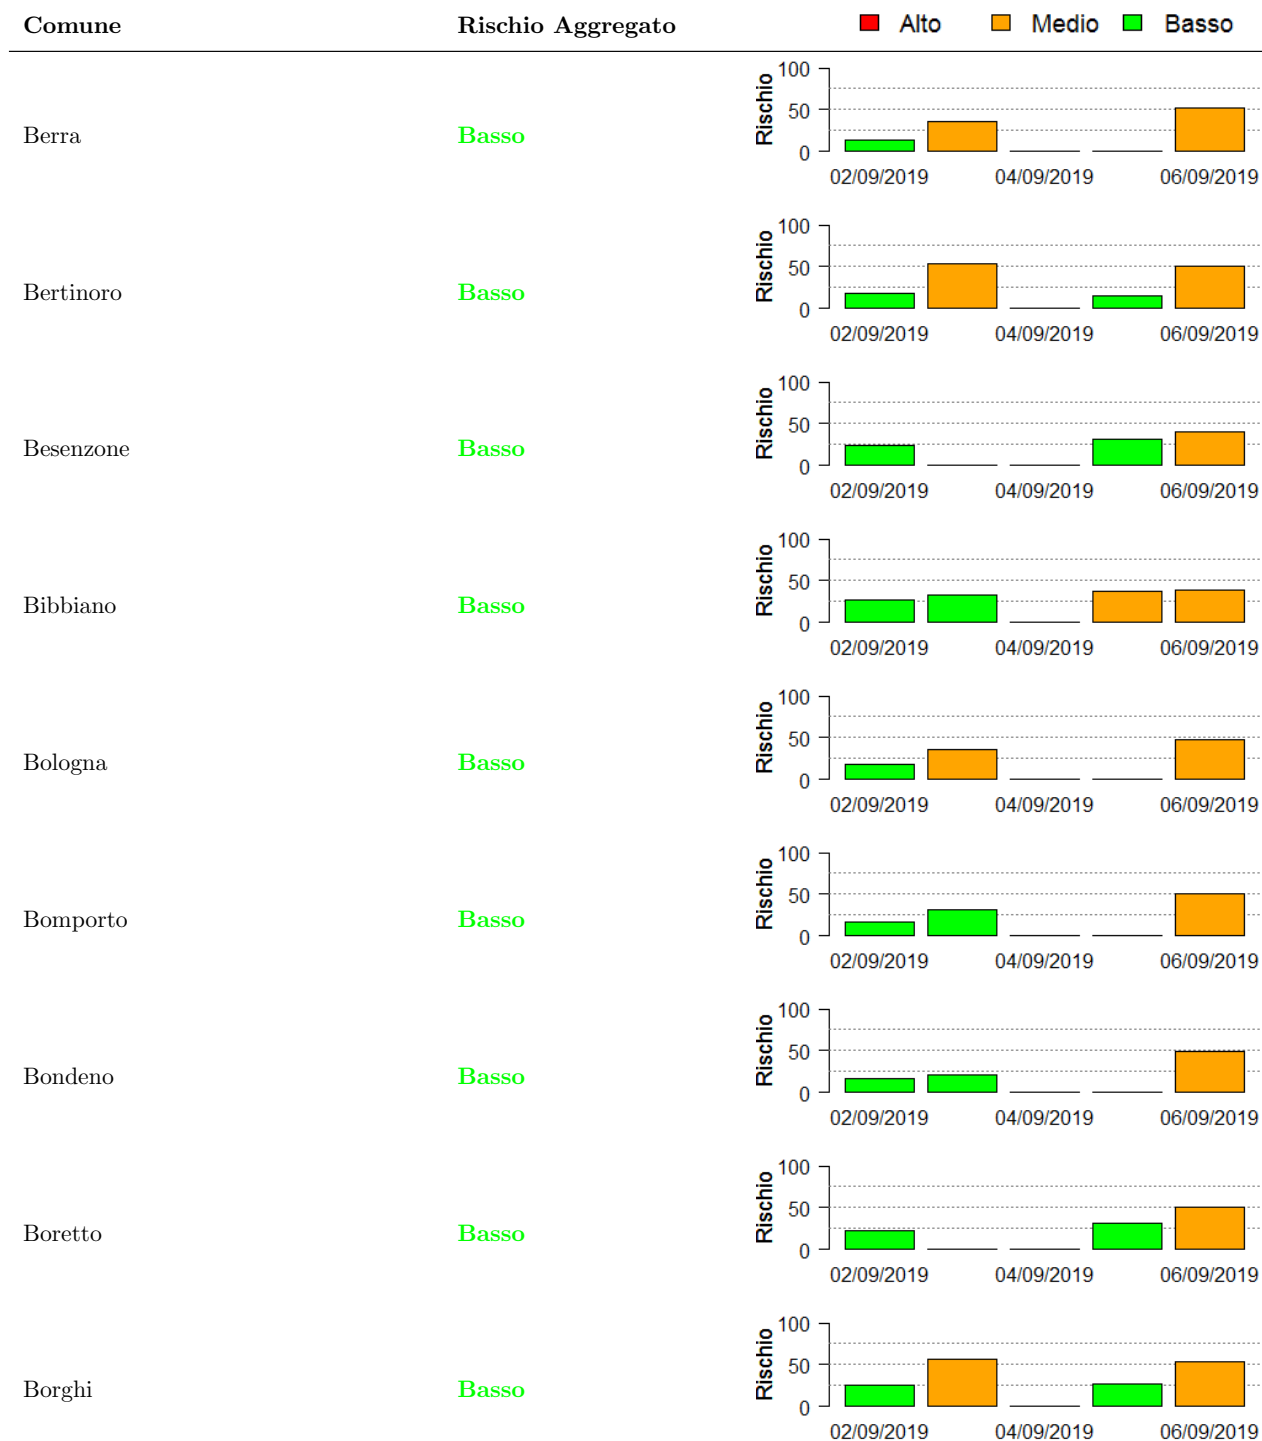 Comune Rischio Aggregato Alto Medio Basso
100
50
0
Rischio
Berra Basso
02/09/2019 04/09/2019 06/09/2019
100
50
0
Rischio
Bertinoro Basso
02/09/2019 04/09/2019 06/09/2019
100
50
0
Rischio
Besenzone Basso
02/09/2019 04/09/2019 06/09/2019
100
50
0
Rischio
Bibbiano Basso
02/09/2019 04/09/2019 06/09/2019
100
50
0
Rischio
Bologna Basso
02/09/2019 04/09/2019 06/09/2019
100
50
0
Rischio
Bomporto Basso
02/09/2019 04/09/2019 06/09/2019
100
50
0
Rischio
Bondeno Basso
02/09/2019 04/09/2019 06/09/2019
100
50
0
Rischio
Boretto Basso
02/09/2019 04/09/2019 06/09/2019
100
50
0
Rischio
Borghi Basso
02/09/2019 04/09/2019 06/09/2019